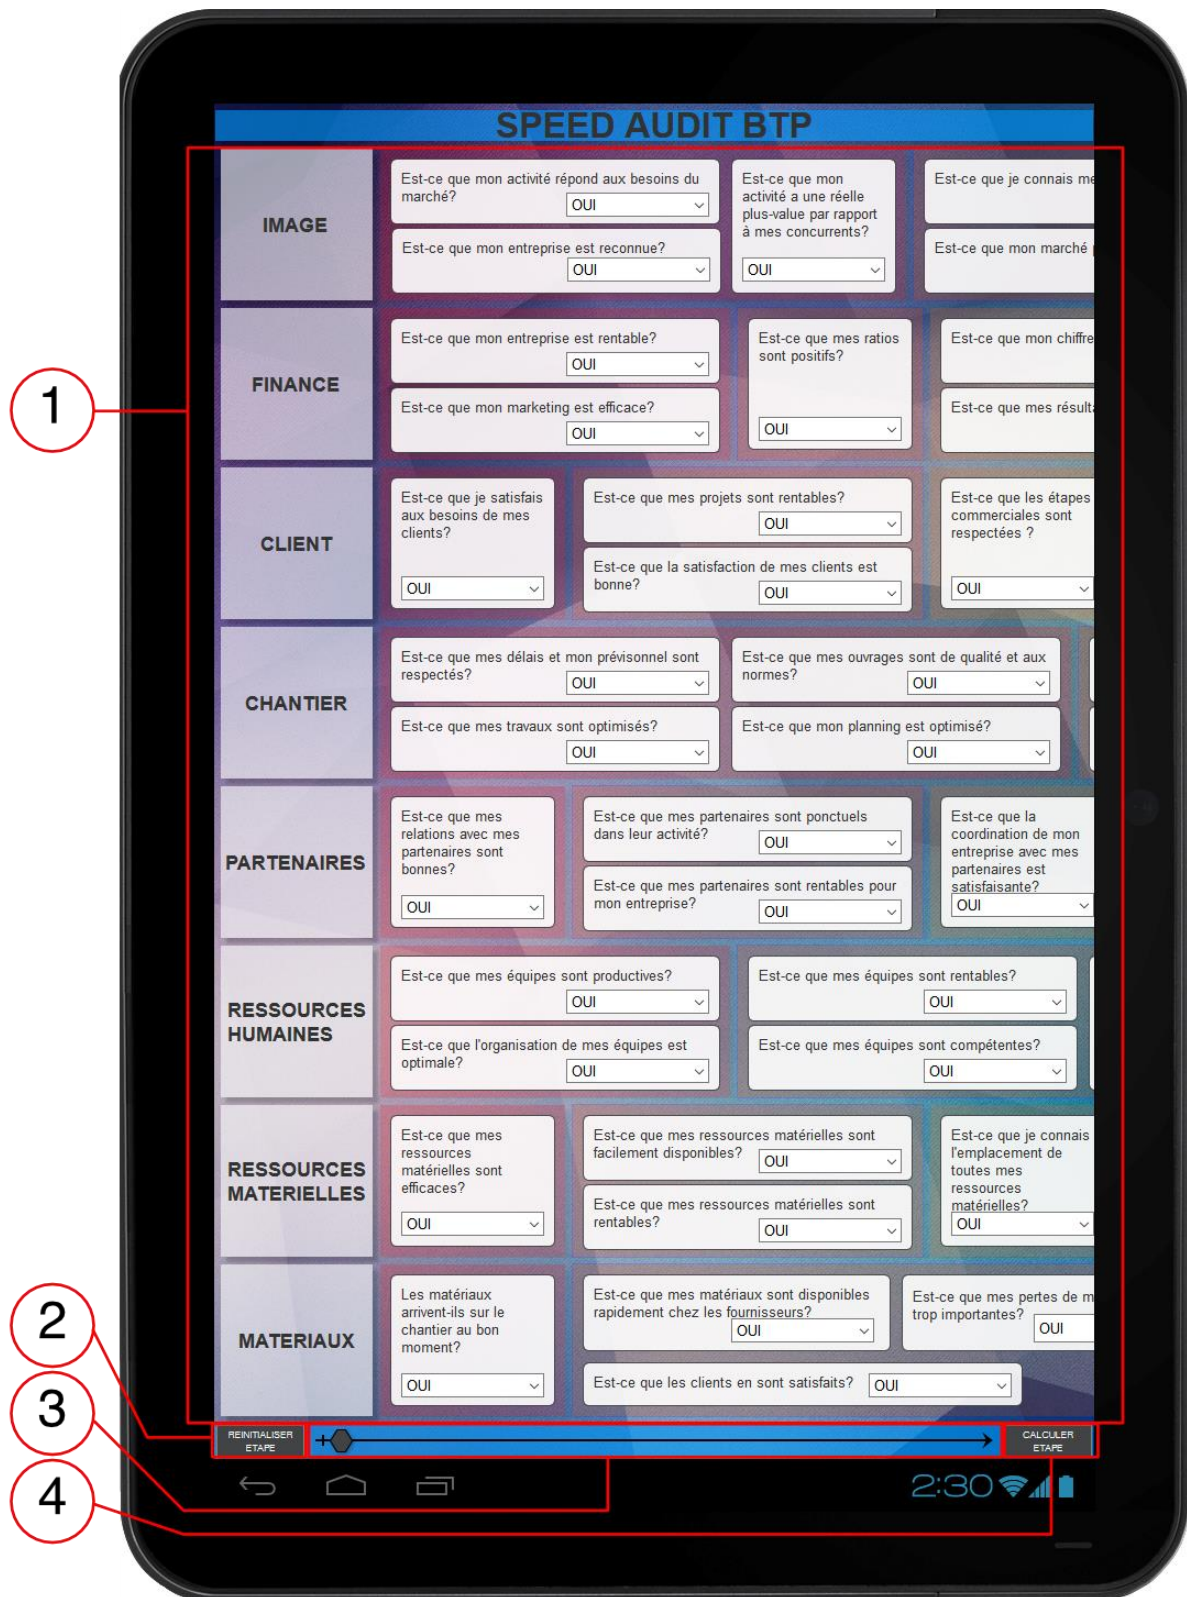 SPEED AUDIT BTP
1
IMAGE
Est-ce que mon activité répond aux besoins du
marché?
OUI
Est-ce que mon entreprise est reconnue?
OUI
Est-ce que mon
activité a une réelle
plus-value par rapport
à mes concurrents?
OUI
Est-ce que je connais me
Est-ce que mon marché
FINANCE
Est-ce que mon entreprise est rentable?
OUI
Est-ce que mon marketing est efficace?
OUI
Est-ce que mes ratios
sont positifs?
OUI
Est-ce que mon chiffre
Est-ce que mes résulta
CLIENT
Est-ce que je satisfais
aux besoins de mes
clients?
OUI
Est-ce que mes projets sont rentables?
OUI
Est-ce que la satisfaction de mes clients est
bonne?
OUI
Est-ce que les étapes
commerciales sont
respectées ?
OUI
CHANTIER
Est-ce que mes délais et mon prévisonnel sont
respectés?
OUI
Est-ce que mes travaux sont optimisés?
OUI
Est-ce que mes ouvrages sont de qualité et aux
normes?
OUI
Est-ce que mon planning est optimisé?
OUI
PARTENAIRES
Est-ce que mes
relations avec mes
partenaires sont
bonnes?
OUI
Est-ce que mes partenaires sont ponctuels
dans leur activité?
OUI
Est-ce que mes partenaires sont rentables pour
mon entreprise?
OUI
Est-ce que la
coordination de mon
entreprise avec mes
partenaires est
satisfaisante?
OUI
RESSOURCES
HUMAINES
Est-ce que mes équipes sont productives?
OUI
Est-ce que l'organisation de mes équipes est
optimale?
OUI
Est-ce que mes équipes sont rentables?
OUI
Est-ce que mes équipes sont compétentes?
OUI
RESSOURCES
MATERIELLES
Est-ce que mes
ressources
matérielles sont
efficaces?
OUI
Est-ce que mes ressources matérielles sont
facilement disponibles?
OUI
Est-ce que mes ressources matérielles sont
rentables?
OUI
Est-ce que je connais
l'emplacement de
toutes mes
ressources
matérielles?
OUI
MATERIAUX
Les matériaux
arrivent-ils sur le
chantier au bon
moment?
OUI
Est-ce que mes matériaux sont disponibles
rapidement chez les fournisseurs?
OUI
Est-ce que mes pertes de m
trop importantes?
OUI
Est-ce que les clients en sont satisfaits?
OUI
2
3
4
REINITIALISER
ETAPE
CALCULER
ETAPE
2:30